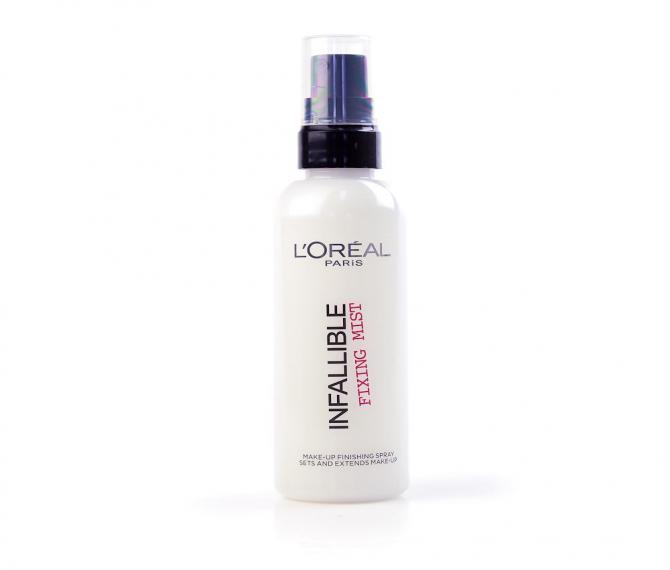 L'ORÉAL
PARiS
INFALLIBLE
FIXING MIST
MAKE-UP FINISHING SPRAY
SETS AND EXTENDS MAKE-UP